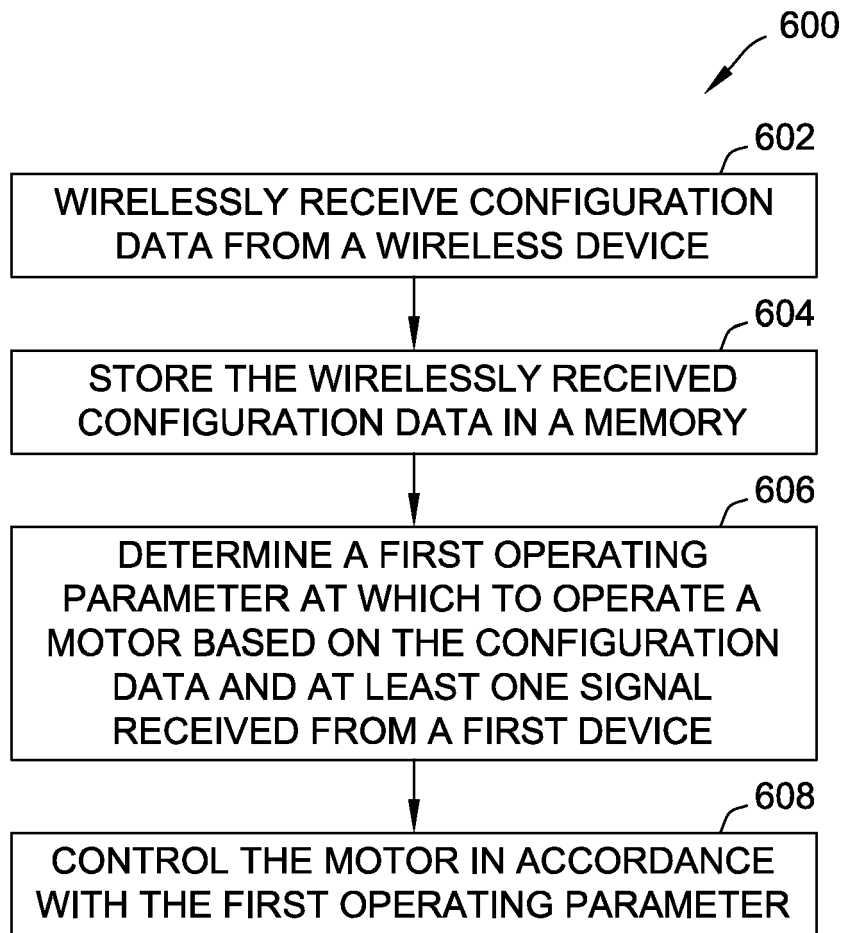 600
602
WIRELESSLY RECEIVE CONFIGURATION
DATA FROM A WIRELESS DEVICE
604
STORE THE WIRELESSLY RECEIVED
CONFIGURATION DATA IN A MEMORY
606
DETERMINE A FIRST OPERATING
PARAMETER AT WHICH TO OPERATE A
MOTOR BASED ON THE CONFIGURATION
DATA AND AT LEAST ONE SIGNAL
RECEIVED FROM A FIRST DEVICE
608
CONTROL THE MOTOR IN ACCORDANCE
WITH THE FIRST OPERATING PARAMETER